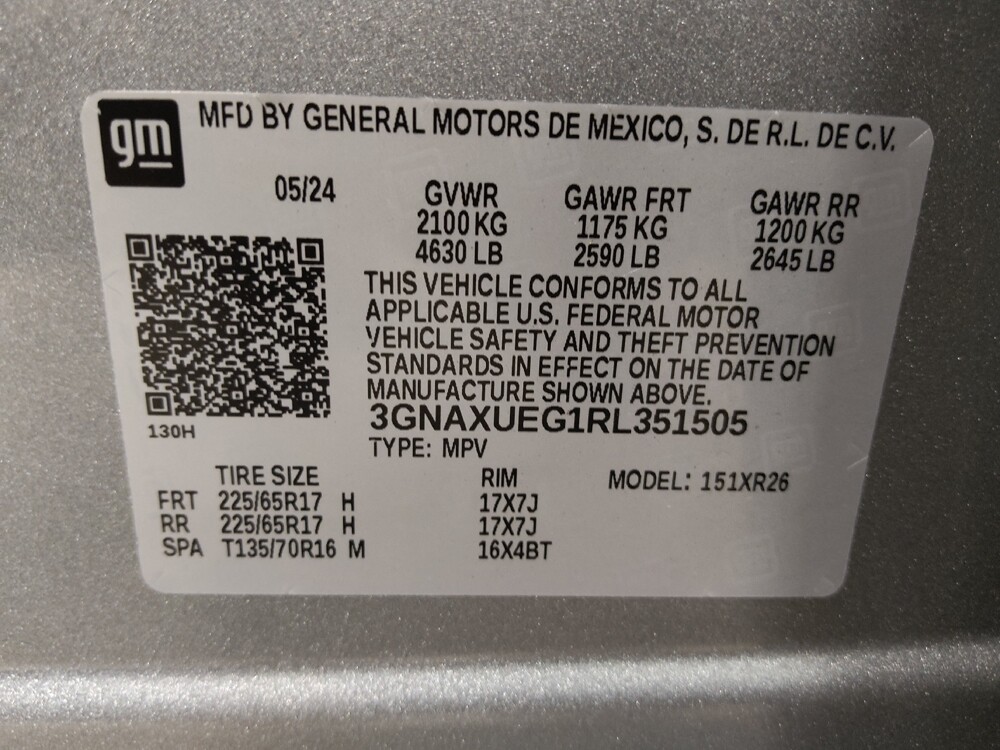 gm
MFD BY GENERAL MOTORS DE MEXICO, S. DE R.L. DE C.V.
05/24 GVWR GAWR FRT GAWR RR
2100 KG 1175 KG 1200 KG
4630 LB 2590 LB 2645 LB
THIS VEHICLE CONFORMS TO ALL
APPLICABLE U.S. FEDERAL MOTOR
VEHICLE SAFETY AND THEFT PREVENTION
STANDARDS IN EFFECT ON THE DATE OF
MANUFACTURE SHOWN ABOVE.
3GNAXUEG1RL351505
130H
TYPE: MPV
TIRE SIZE RIM MODEL: 151XR26
FRT 225/65R17 H 17X7J
RR 225/65R17 H 17X7J
SPA T135/70R16 M 16X4BT